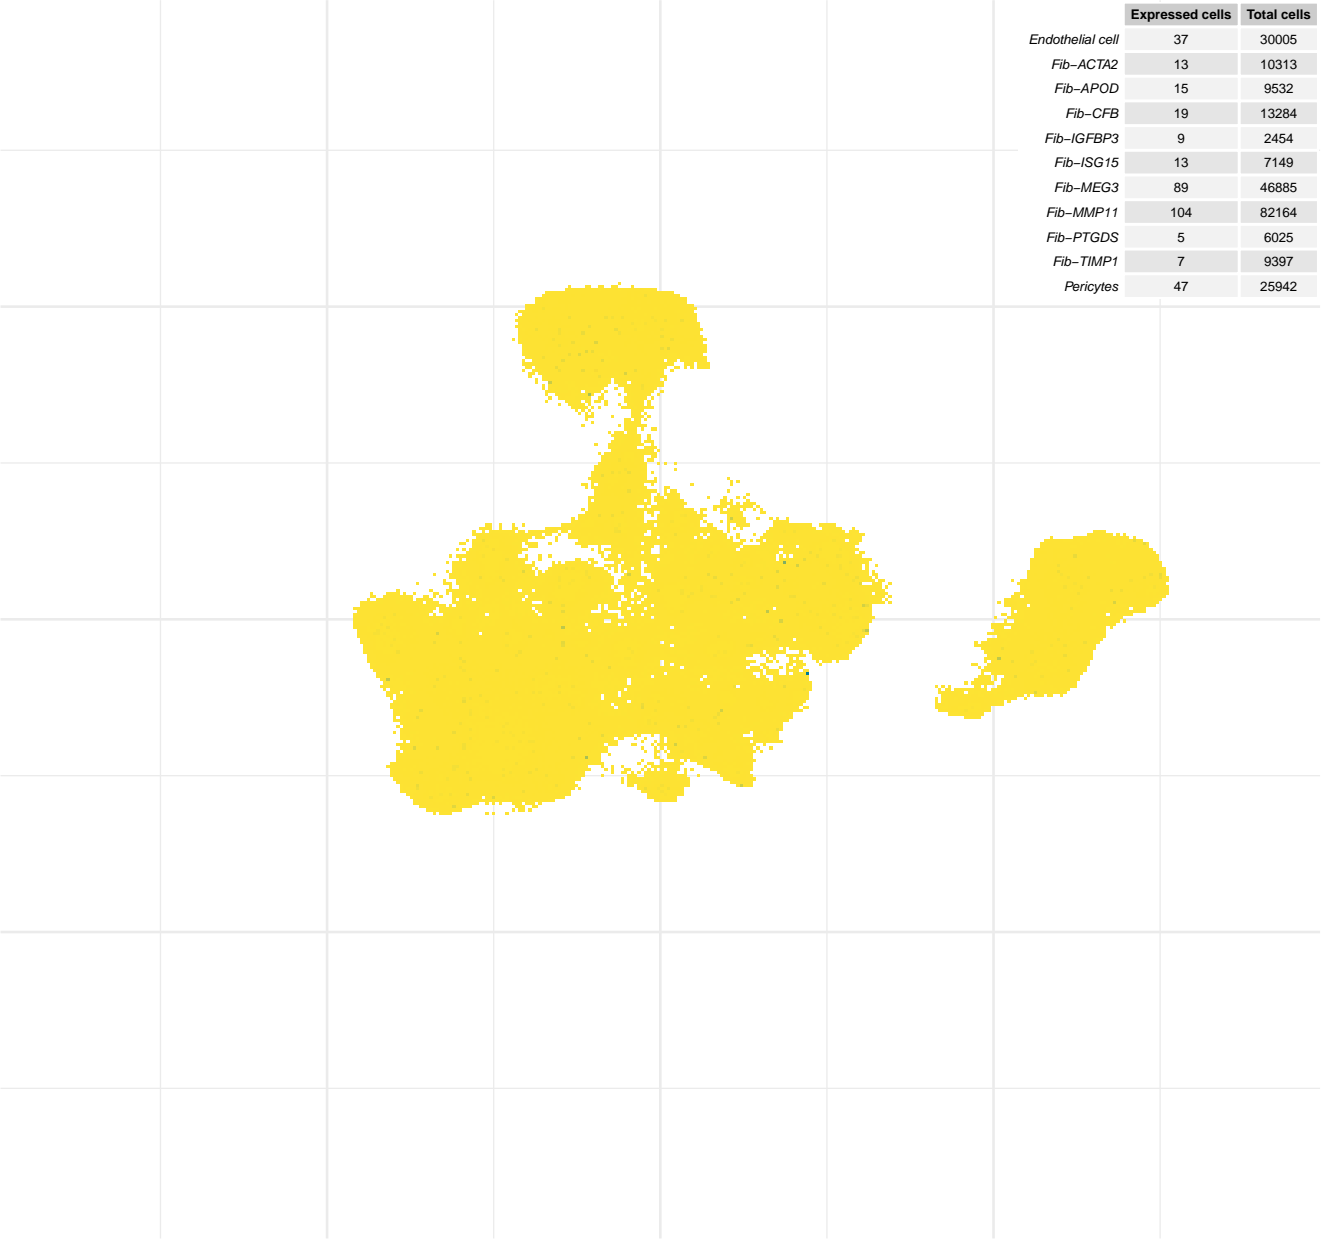 Expressed cells Total cells
Endothelial cell 37 30005
Fib−ACTA2 13 10313
Fib−APOD 15 9532
Fib−CFB 19 13284
Fib−IGFBP3 9 2454
Fib−ISG15 13 7149
Fib−MEG3 89 46885
Fib−MMP11 104 82164
Fib−PTGDS 5 6025
Fib−TIMP1 7 9397
Pericytes 47 25942